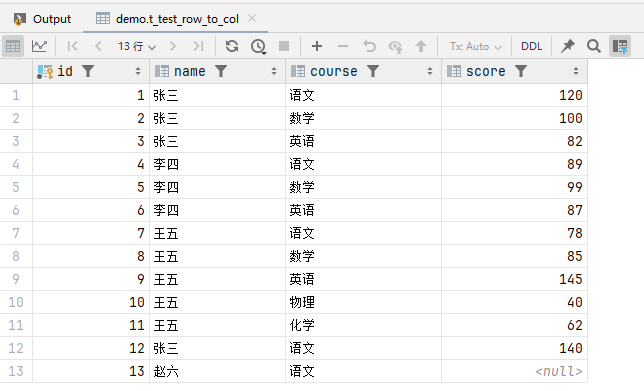 Output demo.t_test_row_to_col
13 行 Tx: Auto DDL
id name course score
1 1 张三 语文 120
2 2 张三 数学 100
3 3 张三 英语 82
4 4 李四 语文 89
5 5 李四 数学 99
6 6 李四 英语 87
7 7 王五 语文 78
8 8 王五 数学 85
9 9 王五 英语 145
10 10 王五 物理 40
11 11 王五 化学 62
12 12 张三 语文 140
13 13 赵六 语文 <null>